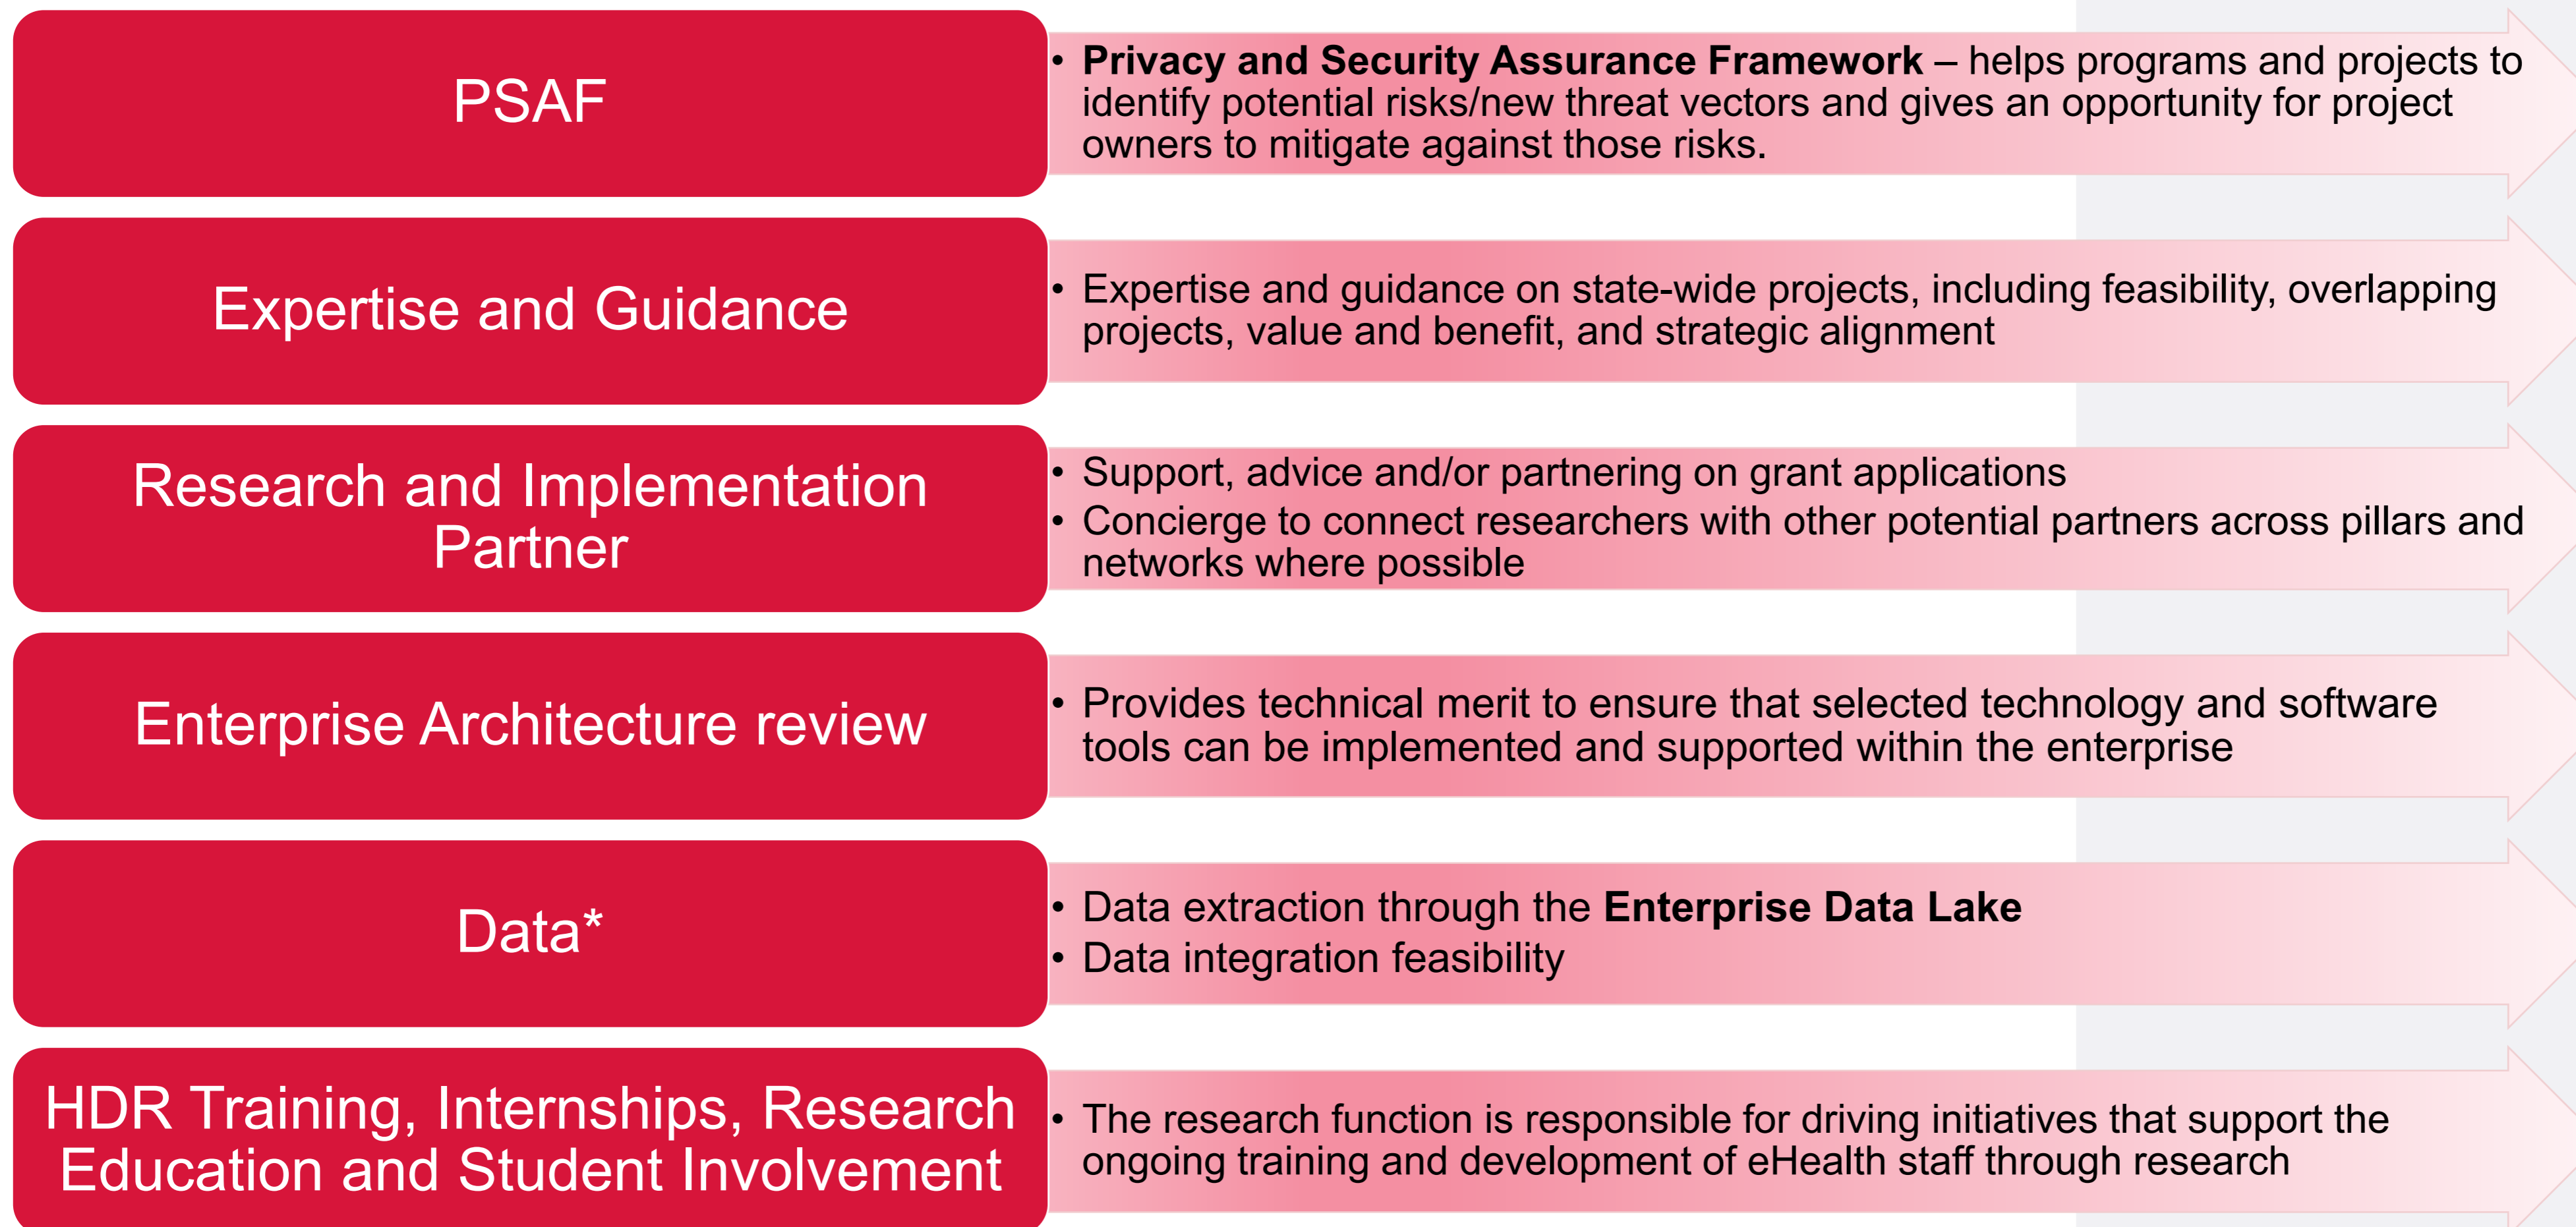 PSAF
• Privacy and Security Assurance Framework – helps programs and projects to
identify potential risks/new threat vectors and gives an opportunity for project
owners to mitigate against those risks.
Expertise and Guidance
• Expertise and guidance on state-wide projects, including feasibility, overlapping
projects, value and benefit, and strategic alignment
Research and Implementation
Partner
• Support, advice and/or partnering on grant applications
• Concierge to connect researchers with other potential partners across pillars and
networks where possible
Enterprise Architecture review
• Provides technical merit to ensure that selected technology and software
tools can be implemented and supported within the enterprise
Data*
• Data extraction through the Enterprise Data Lake
• Data integration feasibility
HDR Training, Internships, Research
Education and Student Involvement
• The research function is responsible for driving initiatives that support the
ongoing training and development of eHealth staff through research